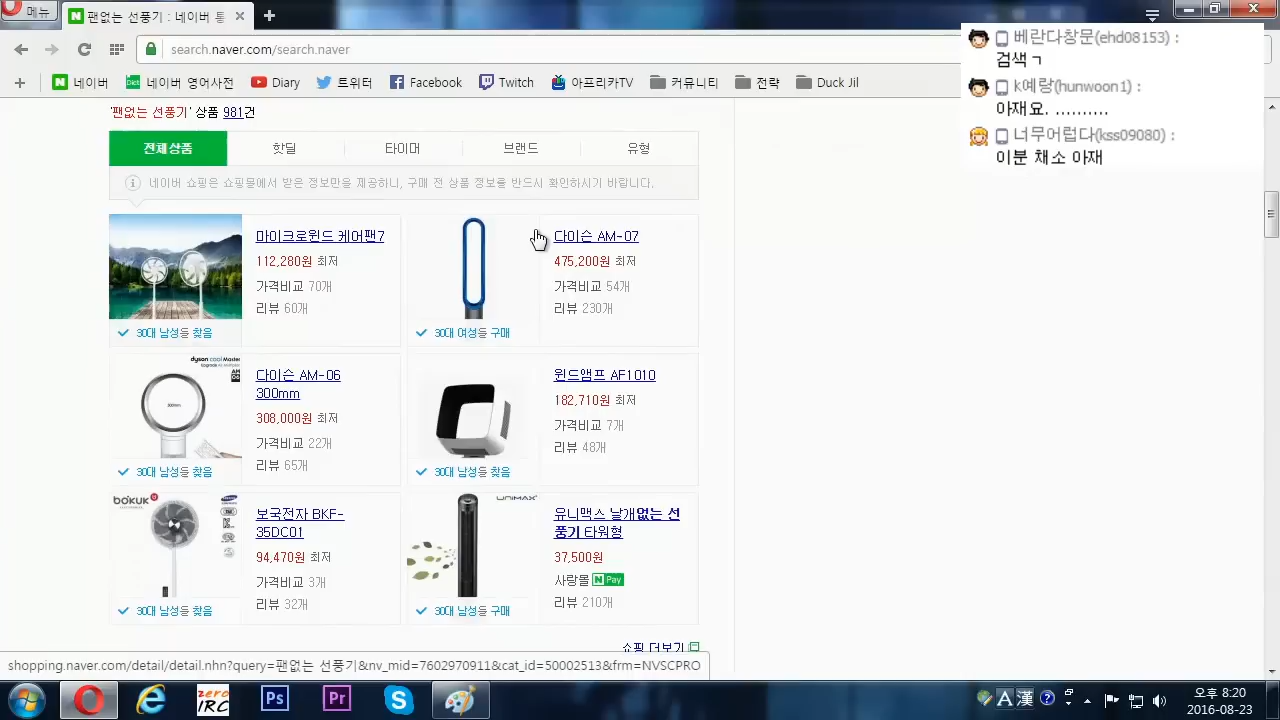 메뉴
팬없는 선풍기 : 네이버 통
search.naver.com/search.naver
네이버
네이버 영어사전
Diary
포트워터
Facebook
Twitch
아프리카TV
커뮤니티
전략
Duck Jil
베란다창문(ehd08153) :
검색 ㄱ
k예랑(hunwoon1) :
아재요. ..........
너무어렵다(kss09080) :
이분 채소 아재
'팬없는 선풍기' 상품 981건
전체상품
타이머
브랜드
유형
네이버 쇼핑은 쇼핑몰에서 받은 정보만을 제공하니, 구매 전 상품 정보를 반드시 확인하시기 바랍니다.
마이크로윈드 케어팬7
112,280원 최저
가격비교 70개
리뷰 60개
30대 남성들 찾음
다이슨 AM-07
475,200원 최저
가격비교 54개
리뷰 230개
30대 여성들 구매
dyson cool Master
다이슨 AM-06
300mm
308,000원 최저
가격비교 22개
리뷰 65개
30대 남성들 찾음
윈드앰프 AF1010
182,710원 최저
가격비교 7개
리뷰 48개
30대 남성들 찾음
bokuk
보국전자 BKF-
35DC01
94,470원 최저
가격비교 3개
리뷰 32개
30대 남성들 찾음
유니맥스 날개없는 선
풍기 타워형
37,500원
사랑몰 N Pay
리뷰 210개
30대 남성들 구매
쇼핑 더보기
shopping.naver.com/detail/detail.nhn?query=팬없는 선풍기&nv_mid=7602970911&cat_id=50002513&frm=NVSCPRO
zero
IRC
Ps
Pr
A 漢
오후 8:20
2016-08-23